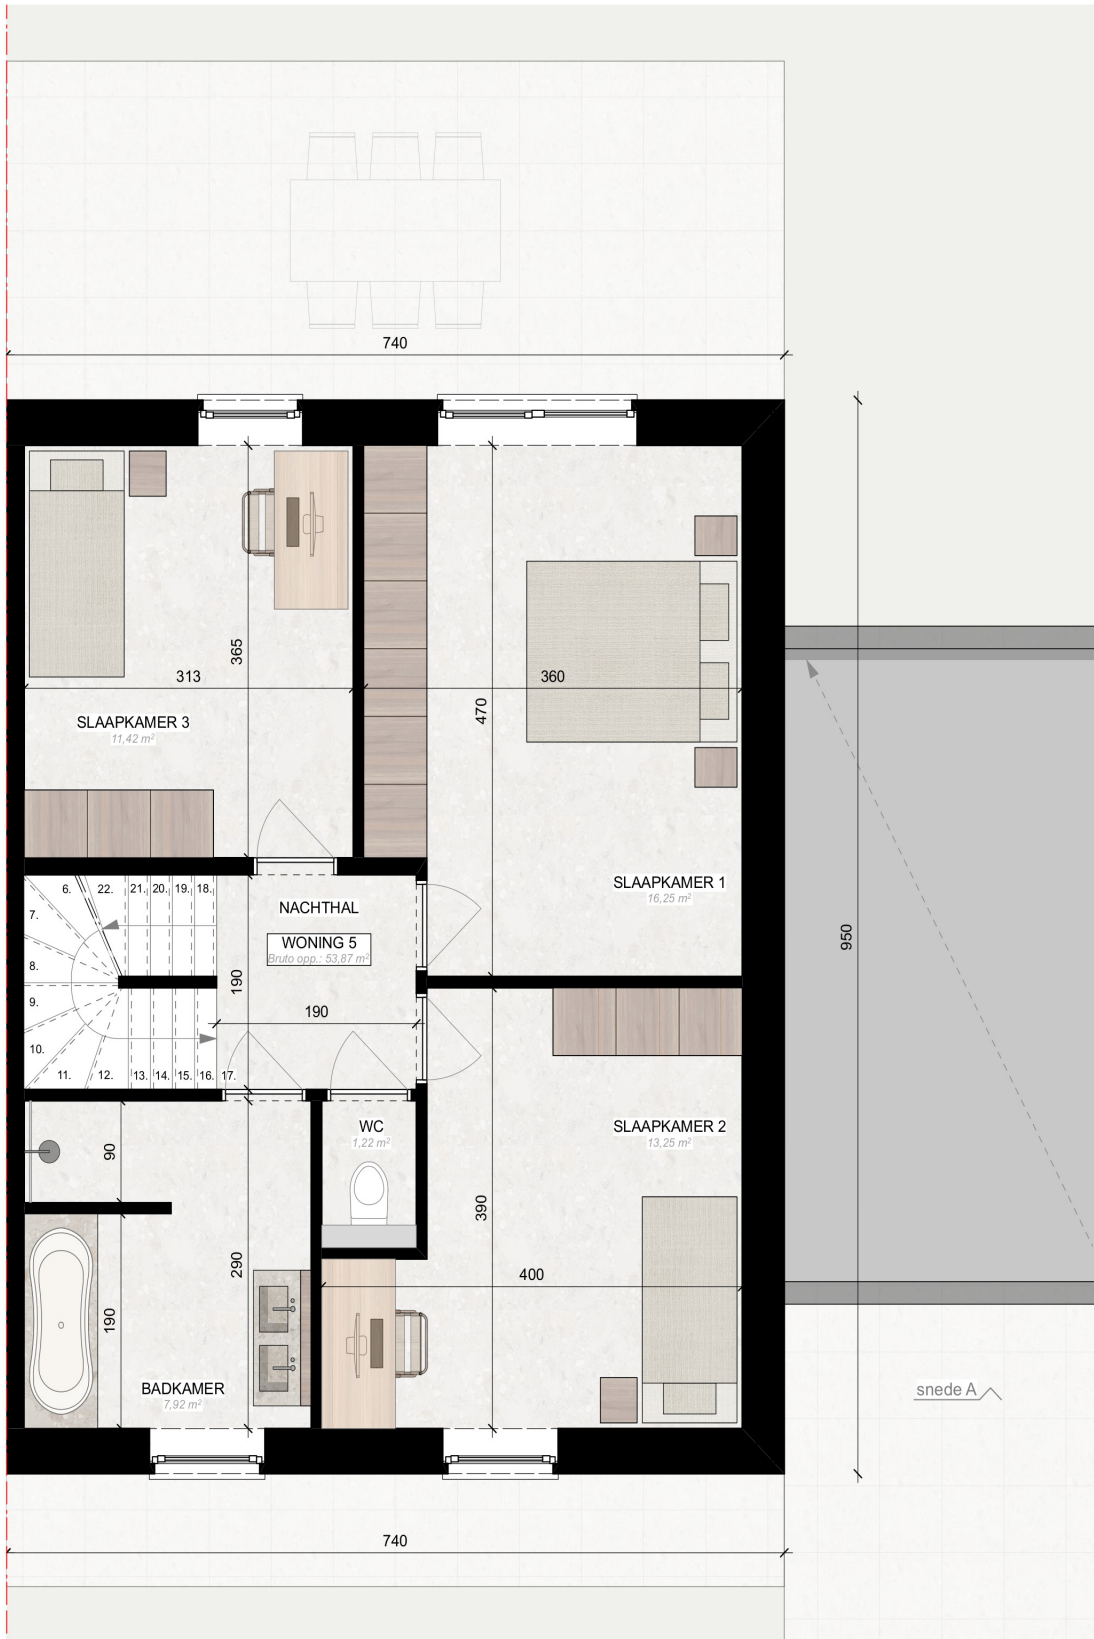 740
365
313
360
470
SLAAPKAMER 3
11,42 m²
SLAAPKAMER 1
16,25 m²
950
6.
22.
21.
20.
19.
18.
7.
8.
9.
10.
11.
12.
13.
14.
15.
16.
17.
NACHTHAL
WONING 5
Bruto opp.: 53,87 m²
190
190
WC
1,22 m²
SLAAPKAMER 2
13,25 m²
90
390
290
400
190
BADKAMER
7,92 m²
snede A
740